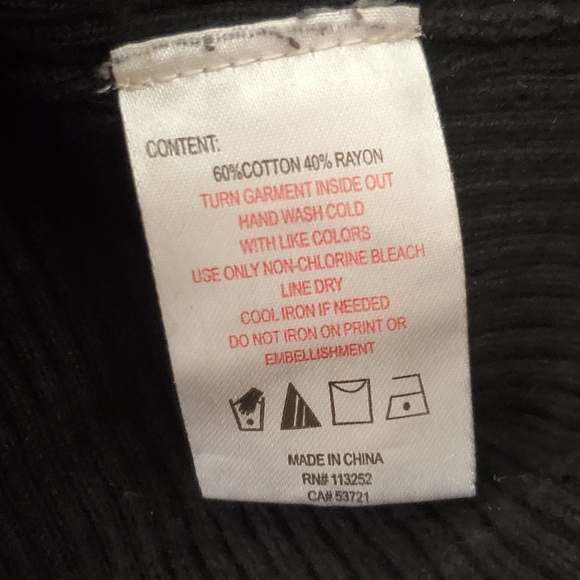 CONTENT:
60%COTTON 40% RAYON
TURN GARMENT INSIDE OUT
HAND WASH COLD
WITH LIKE COLORS
USE ONLY NON-CHLORINE BLEACH
LINE DRY
COOL IRON IF NEEDED
DO NOT IRON ON PRINT OR
EMBELLISHMENT
MADE IN CHINA
RN# 113252
CA# 53721